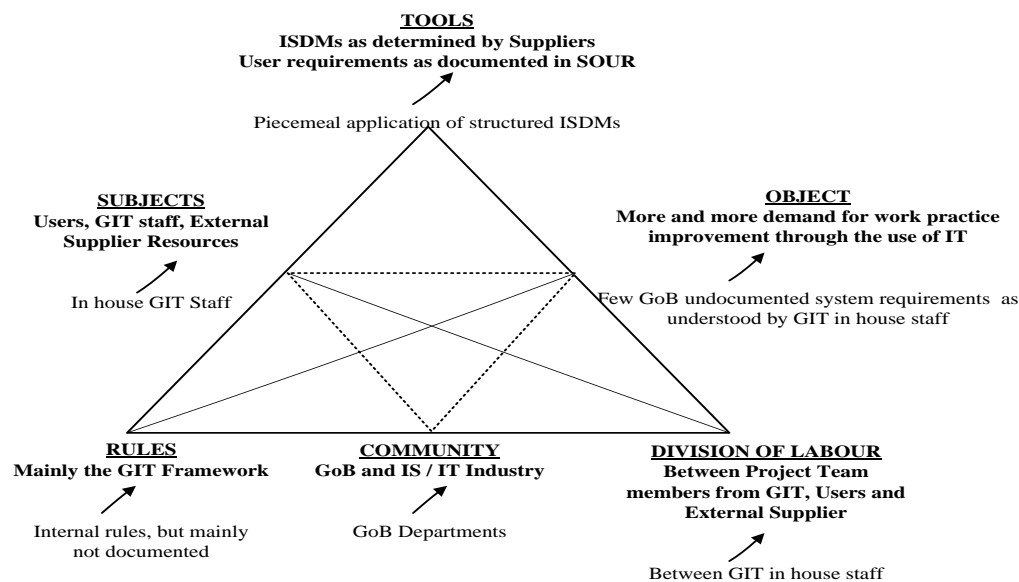 TOOLS
ISDMs as determined by Suppliers
User requirements as documented in SOUR
Piecemeal application of structured ISDMs
SUBJECTS
Users, GIT staff, External
Supplier Resources
In house GIT Staff
OBJECT
More and more demand for work practice
improvement through the use of IT
Few GoB undocumented system requirements as
understood by GIT in house staff
RULES
Mainly the GIT Framework
Internal rules, but mainly
not documented
COMMUNITY
GoB and IS / IT Industry
GoB Departments
DIVISION OF LABOUR
Between Project Team
members from GIT, Users and
External Supplier
Between GIT in house staff